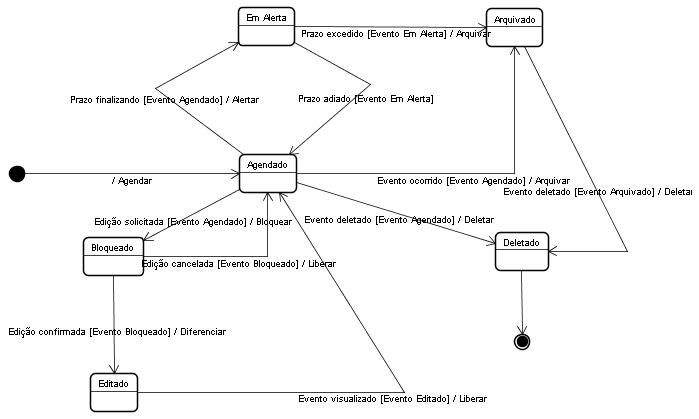 Em Alerta
Arquivado
Prazo excedido [Evento Em Alerta] / Arquivar
Prazo finalizando [Evento Agendado] / Alertar
Prazo adiado [Evento Em Alerta]
Agendado
/ Agendar
Evento ocorrido [Evento Agendado] / Arquivar
Evento deletado [Evento Arquivado] / Deletar
Edição solicitada [Evento Agendado] / Bloquear
Evento deletado [Evento Agendado] / Deletar
Bloqueado
Deletado
Edição cancelada [Evento Bloqueado] / Liberar
Edição confirmada [Evento Bloqueado] / Diferenciar
Editado
Evento visualizado [Evento Editado] / Liberar